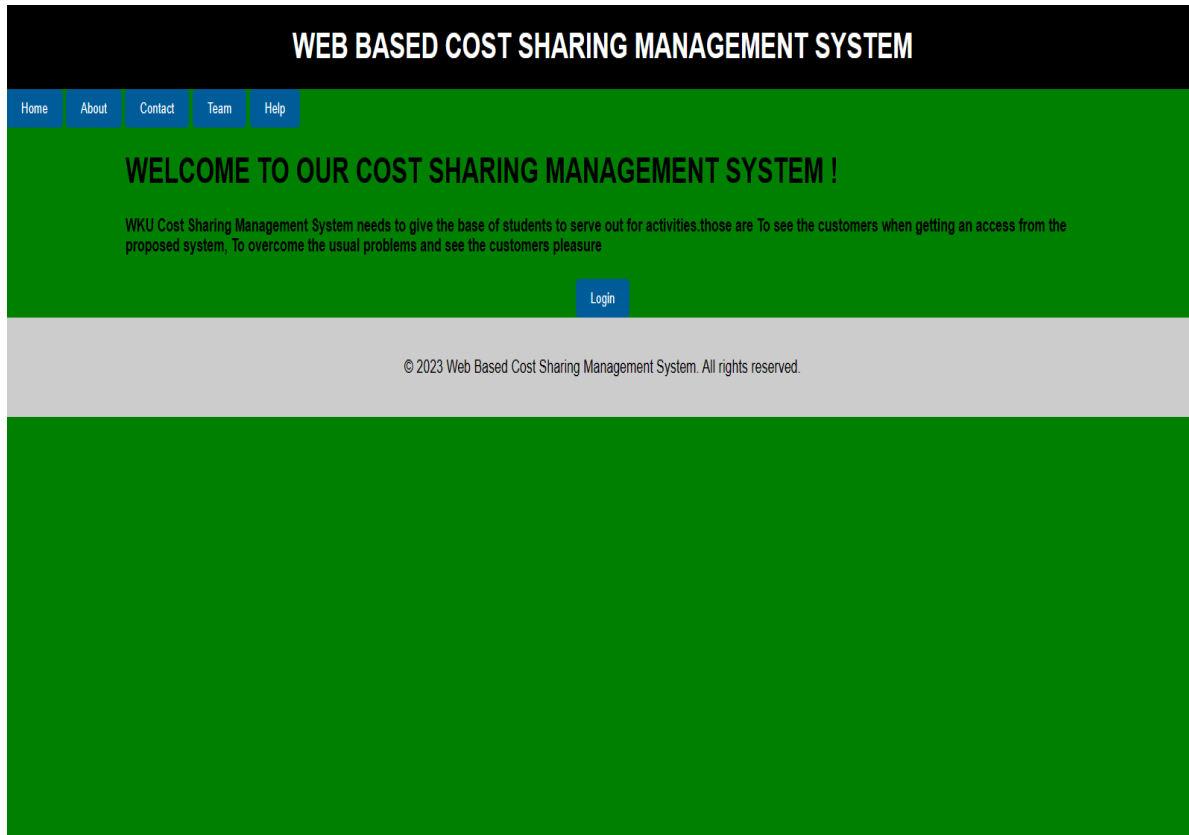 WEB BASED COST SHARING MANAGEMENT SYSTEM
Home About Contact Team Help
WELCOME TO OUR COST SHARING MANAGEMENT SYSTEM !
WKU Cost Sharing Management System needs to give the base of students to serve out for activities.those are To see the customers when getting an access from the
proposed system, To overcome the usual problems and see the customers pleasure
Login
© 2023 Web Based Cost Sharing Management System. All rights reserved.